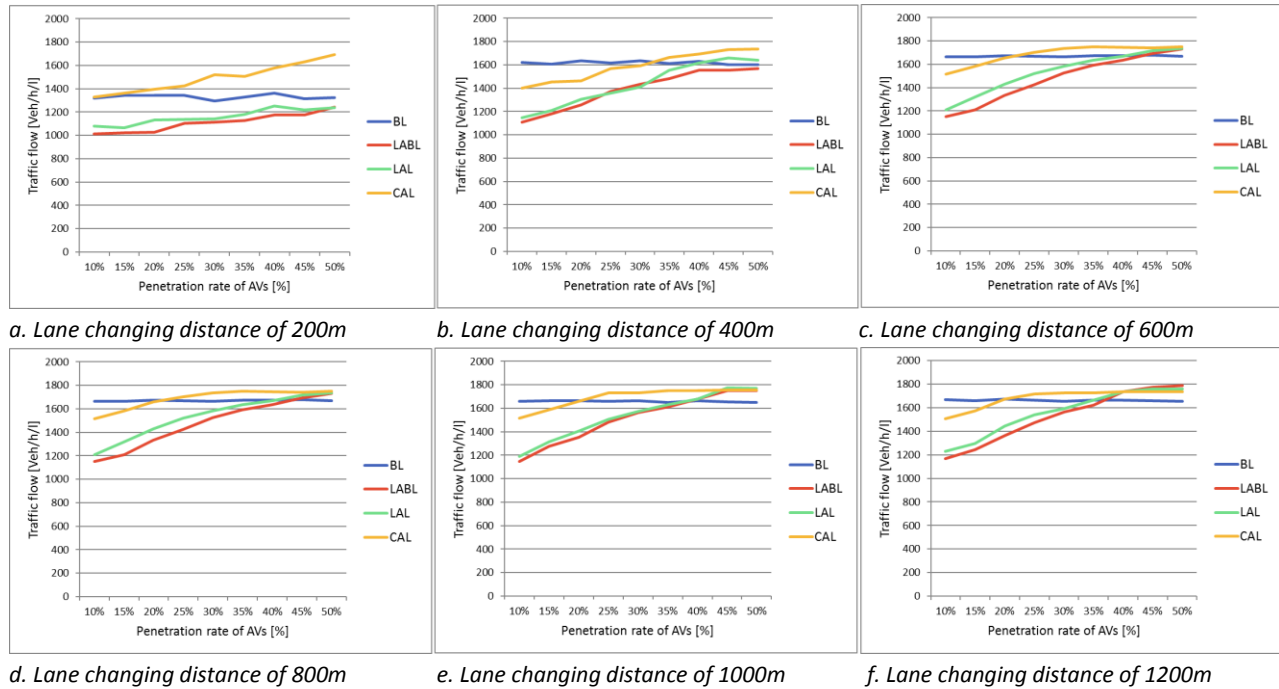 2000
1800
1600
1400
1200
1000
800
600
400
200
0
Traffic flow [Veh/h/l]
10% 15% 20% 25% 30% 35% 40% 45% 50%
Penetration rate of AVs [%]
BL
LABL
LAL
CAL
a. Lane changing distance of 200m
2000
1800
1600
1400
1200
1000
800
600
400
200
0
Traffic flow [Veh/h/l]
10% 15% 20% 25% 30% 35% 40% 45% 50%
Penetration rate of AVs [%]
BL
LABL
LAL
CAL
b. Lane changing distance of 400m
2000
1800
1600
1400
1200
1000
800
600
400
200
0
Traffic flow [Veh/h/l]
10% 15% 20% 25% 30% 35% 40% 45% 50%
Penetration rate of AVs [%]
BL
LABL
LAL
CAL
c. Lane changing distance of 600m
2000
1800
1600
1400
1200
1000
800
600
400
200
0
Traffic flow [Veh/h/l]
10% 15% 20% 25% 30% 35% 40% 45% 50%
Penetration rate of AVs [%]
BL
LABL
LAL
CAL
d. Lane changing distance of 800m
2000
1800
1600
1400
1200
1000
800
600
400
200
0
Traffic flow [Veh/h/l]
10% 15% 20% 25% 30% 35% 40% 45% 50%
Penetration rate of AVs [%]
BL
LABL
LAL
CAL
e. Lane changing distance of 1000m
2000
1800
1600
1400
1200
1000
800
600
400
200
0
Traffic flow [Veh/h/l]
10% 15% 20% 25% 30% 35% 40% 45% 50%
Penetration rate of AVs [%]
BL
LABL
LAL
CAL
f. Lane changing distance of 1200m